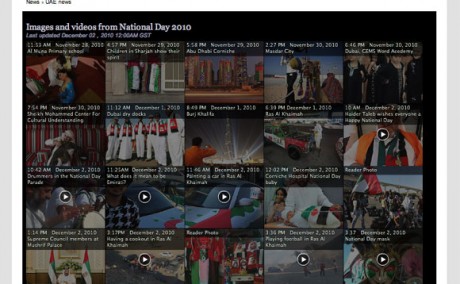 News › UAE news
Images and videos from National Day 2010
Last updated December 02 , 2010 12:00AM GST
11:33 AM November 28, 2010
Al Muna Primary school
4:57 PM November 29, 2010
Children in Sharjah show their
spirit
5:58 PM November 29, 2010
Abu Dhabi Corniche
2:27 PM November 30, 2010
Masdar City
6:46 PM November 30, 2010
Dubai, GEMS Word Academy
7:54 PM November 30, 2010
Sheikh Mohammed Center For
Cultural Understanding
11:12 AM December 1, 2010
Dubai dry docks
6:49 PM December 1, 2010
Burj Khalifa
6:39 PM December 1, 2010
Ras Al Khaimah
10 AM December 2, 2010
Haider Taleb wishes everyone a
Happy National Day
10:42 AM December 2, 2010
Drummers in the National Day
Parade
11:21AM December 2, 2010
What does it mean to be
Emirati?
11:46 AM December 2, 2010
Painting a car in Ras Al
Khaimah
12:02 PM December 2, 2010
Corniche Hospital National Day
baby
Reader Photo
1:14 PM December 2, 2010
Supreme Council members at
Mushrif Palace
3:17PM December 2, 2010
Having a cookout in Ras Al
Khaimah
Reader Photo
3:36 PM December 2, 2010
Playing football in Ras Al
Khaimah
3:37 December 2, 2010
National Day mask